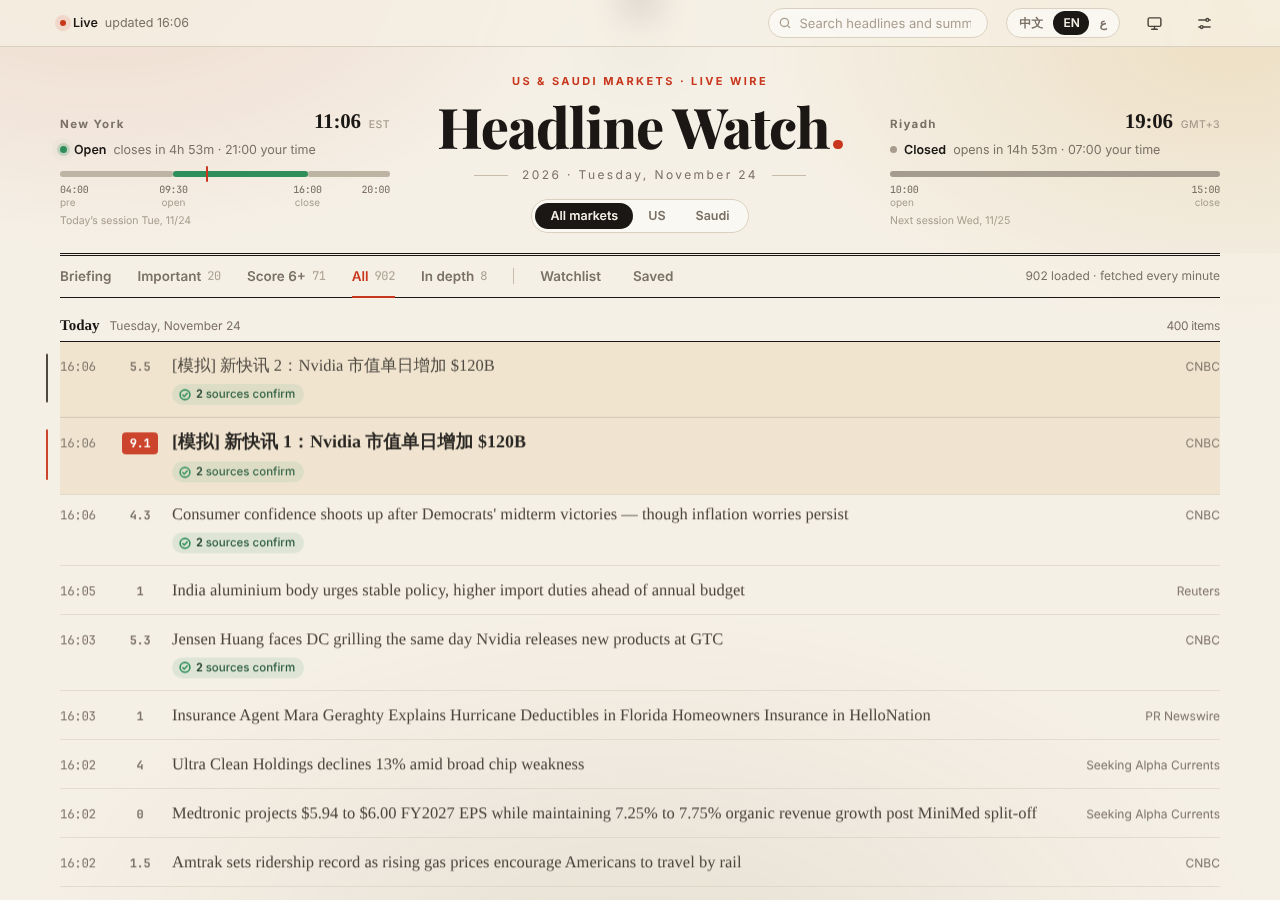 Live updated 16:06
Search headlines and summ
中文 EN ع
US & SAUDI MARKETS · LIVE WIRE
New York 11:06 EST
Open closes in 4h 53m · 21:00 your time
04:00 09:30 16:00 20:00
pre open close
Today's session Tue, 11/24
Headline Watch.
2026 · Tuesday, November 24
All markets US Saudi
Riyadh 19:06 GMT+3
Closed opens in 14h 53m · 07:00 your time
10:00 15:00
open close
Next session Wed, 11/25
Briefing Important 20 Score 6+ 71 All 902 In depth 8 Watchlist Saved 902 loaded · fetched every minute
Today Tuesday, November 24 400 items
16:06 5.5 [模拟] 新快讯 2：Nvidia 市值单日增加 $120B CNBC
2 sources confirm
16:06 9.1 [模拟] 新快讯 1：Nvidia 市值单日增加 $120B CNBC
2 sources confirm
16:06 4.3 Consumer confidence shoots up after Democrats' midterm victories — though inflation worries persist CNBC
2 sources confirm
16:05 1 India aluminium body urges stable policy, higher import duties ahead of annual budget Reuters
16:03 5.3 Jensen Huang faces DC grilling the same day Nvidia releases new products at GTC CNBC
2 sources confirm
16:03 1 Insurance Agent Mara Geraghty Explains Hurricane Deductibles in Florida Homeowners Insurance in HelloNation PR Newswire
16:02 4 Ultra Clean Holdings declines 13% amid broad chip weakness Seeking Alpha Currents
16:02 0 Medtronic projects $5.94 to $6.00 FY2027 EPS while maintaining 7.25% to 7.75% organic revenue growth post MiniMed split-off Seeking Alpha Currents
16:02 1.5 Amtrak sets ridership record as rising gas prices encourage Americans to travel by rail CNBC